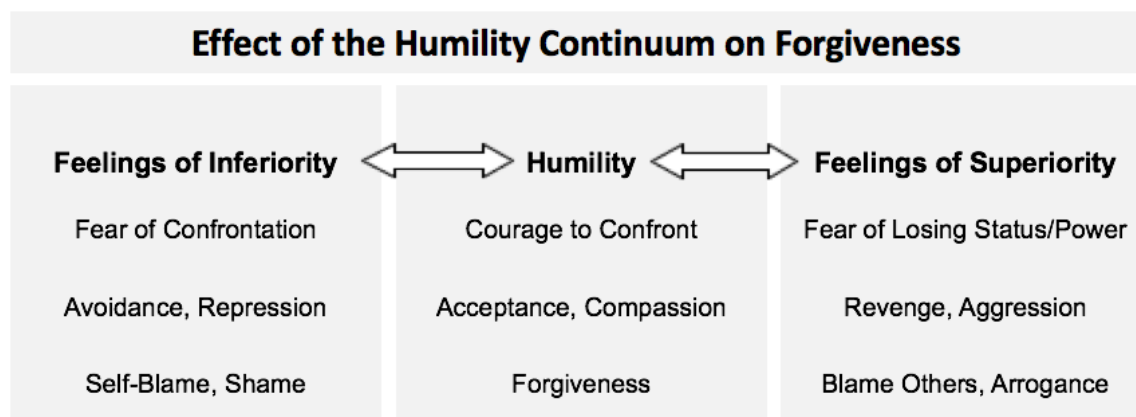 Effect of the Humility Continuum on Forgiveness
Feelings of Inferiority
Humility
Feelings of Superiority
Fear of Confrontation
Courage to Confront
Fear of Losing Status/Power
Avoidance, Repression
Acceptance, Compassion
Revenge, Aggression
Self-Blame, Shame
Forgiveness
Blame Others, Arrogance